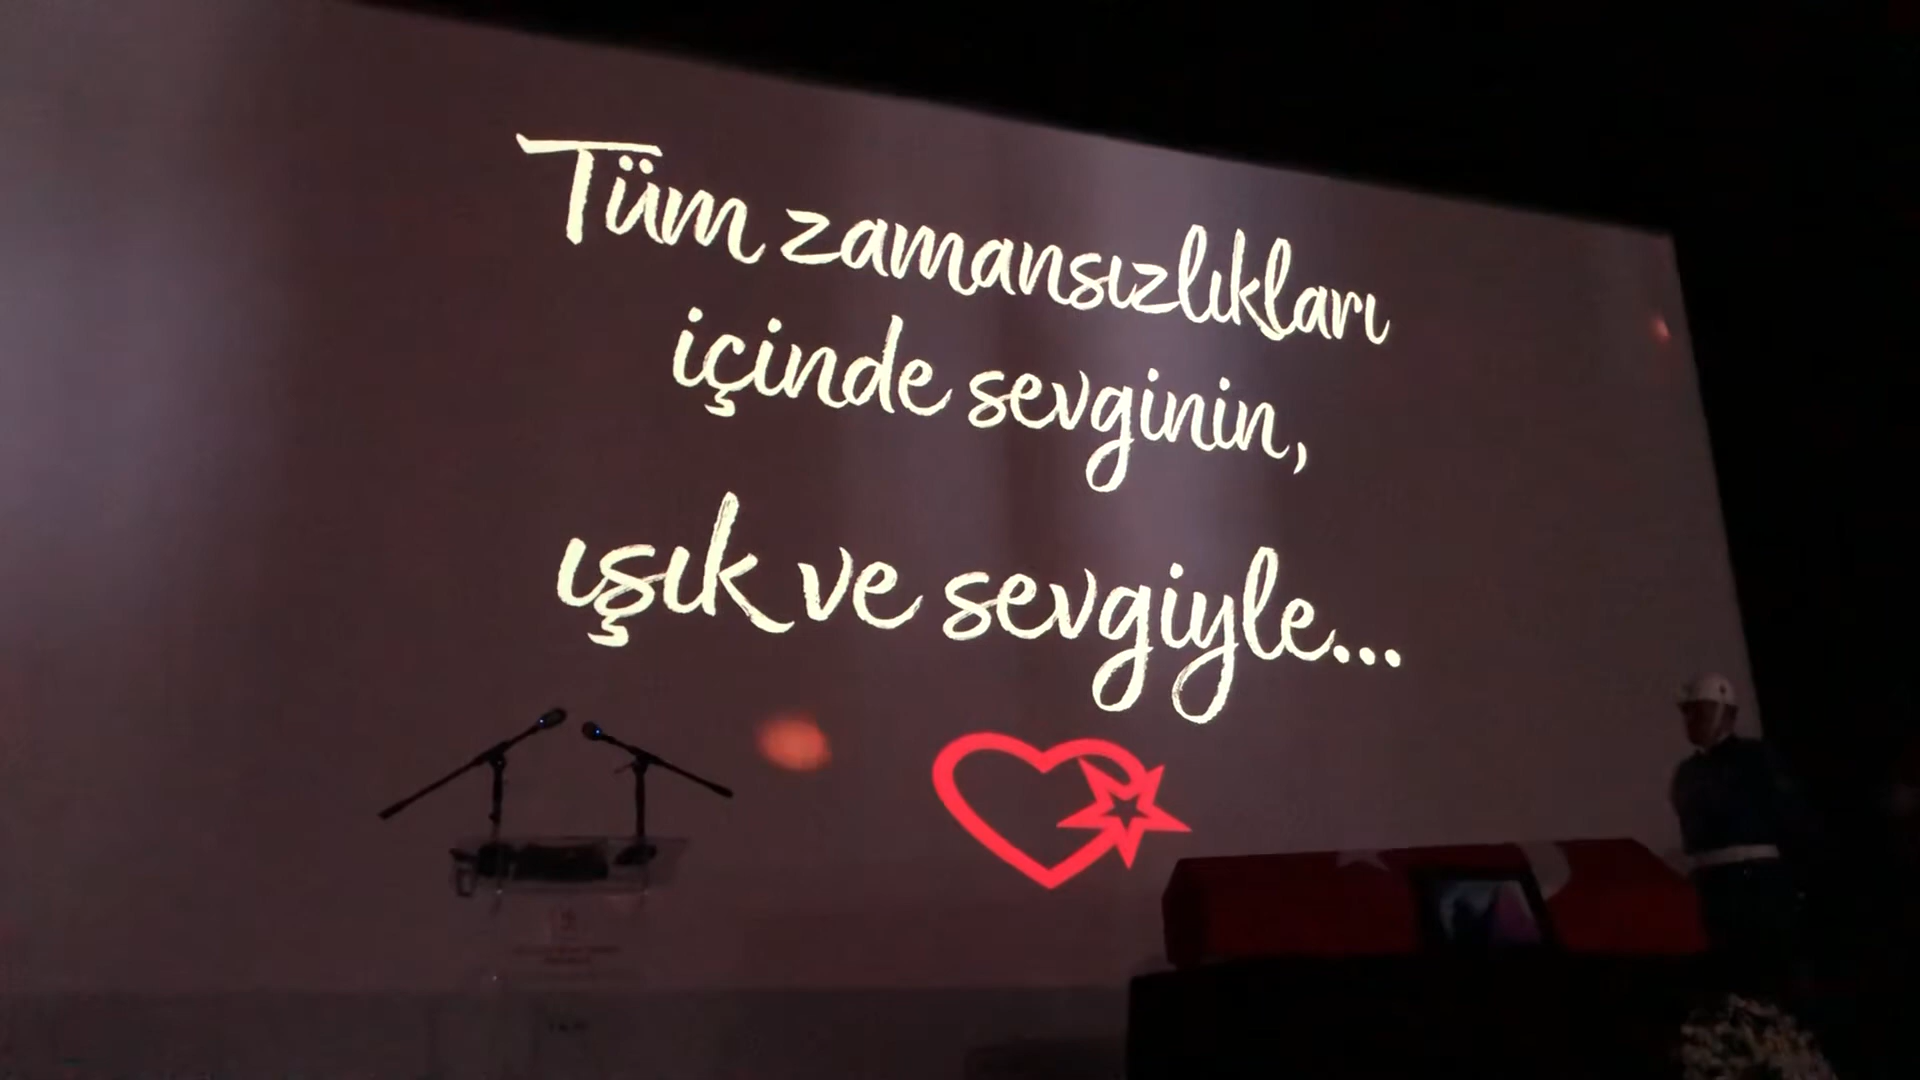 Tüm zamansızlıkları
içinde sevginin,
ışık ve sevgiyle...